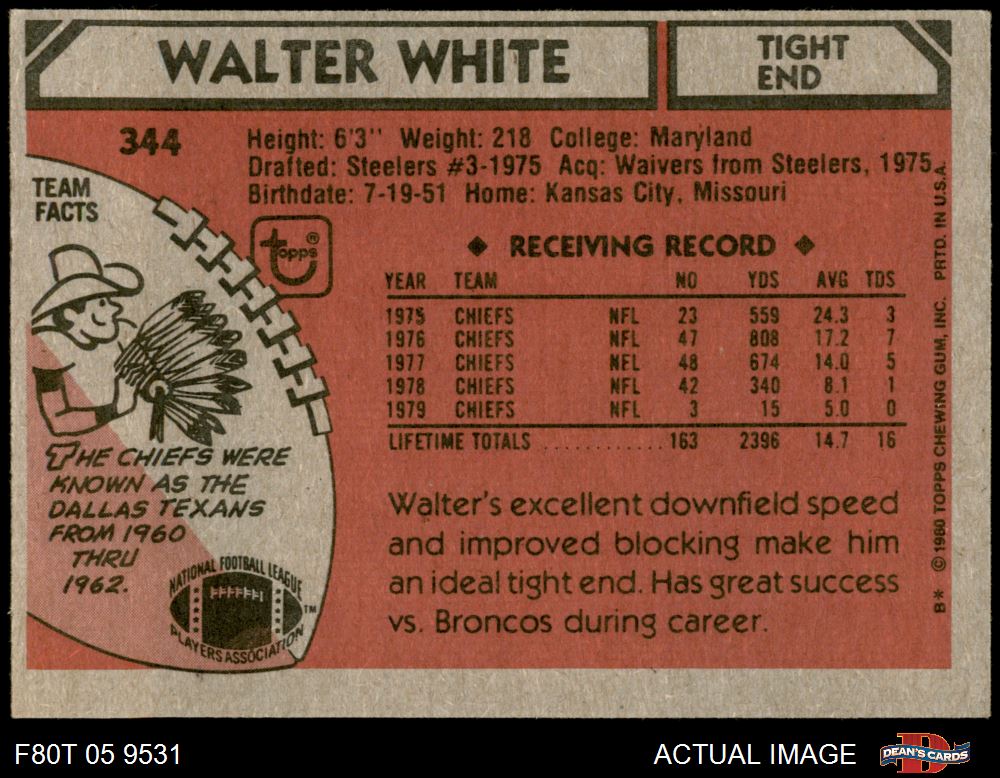 WALTER WHITE
TIGHT
END
344
Height: 6'3'' Weight: 218 College: Maryland
Drafted: Steelers #3-1975 Acq: Waivers from Steelers, 1975.
Birthdate: 7-19-51 Home: Kansas City, Missouri
TEAM
FACTS
topps®
◆ RECEIVING RECORD ◆
YEAR TEAM NO YDS AVG TDS
1975 CHIEFS NFL 23 559 24.3 3
1976 CHIEFS NFL 47 808 17.2 7
1977 CHIEFS NFL 48 674 14.0 5
1978 CHIEFS NFL 42 340 8.1 1
1979 CHIEFS NFL 3 15 5.0 0
LIFETIME TOTALS .......... 163 2396 14.7 16
THE CHIEFS WERE
KNOWN AS THE
DALLAS TEXANS
FROM 1960
THRU
1962.
NATIONAL FOOTBALL LEAGUE
PLAYERS ASSOCIATION
TM
Walter's excellent downfield speed
and improved blocking make him
an ideal tight end. Has great success
vs. Broncos during career.
B* © 1980 TOPPS CHEWING GUM, INC. PRTD. IN U.S.A.
F80T 05 9531
ACTUAL IMAGE
D
DEAN'S CARDS